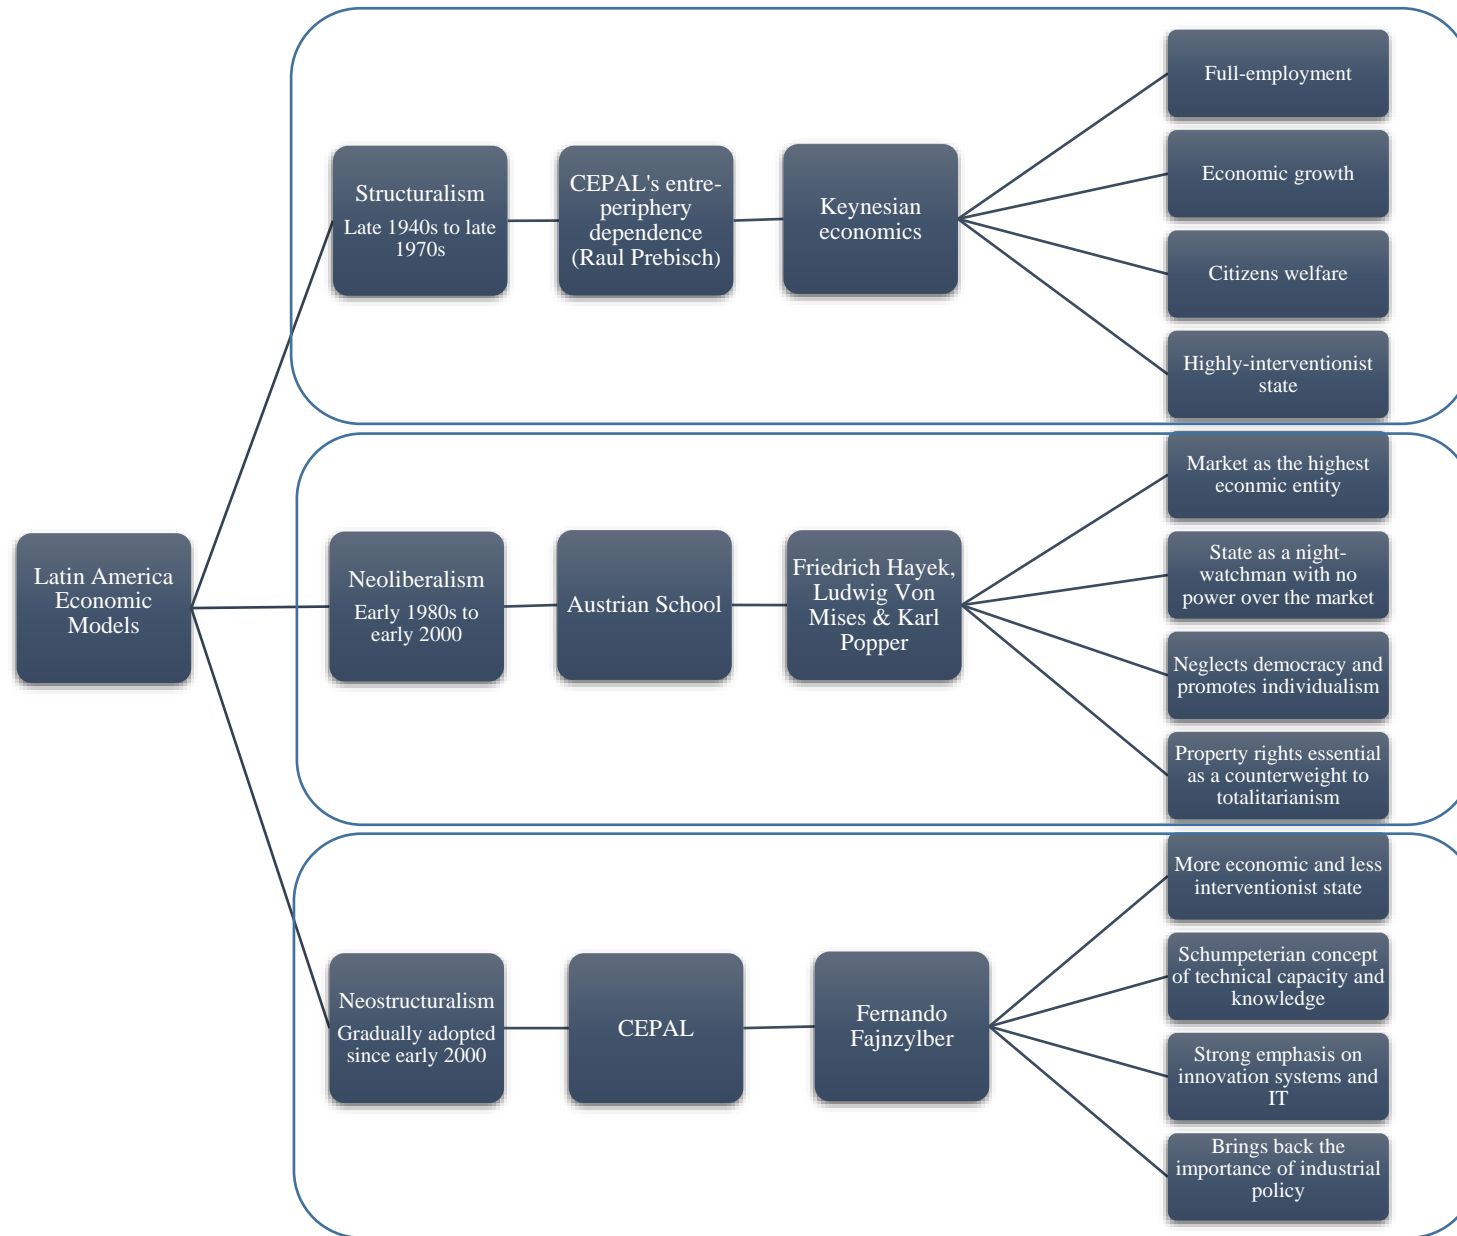 Latin America
Economic
Models
Structuralism
Late 1940s to late
1970s
CEPAL's entre-
periphery
dependence
(Raul Prebisch)
Keynesian
economics
Full-employment
Economic growth
Citizens welfare
Highly-interventionist
state
Neoliberalism
Early 1980s to
early 2000
Austrian School
Friedrich Hayek,
Ludwig Von
Mises & Karl
Popper
Market as the highest
econmic entity
State as a night-
watchman with no
power over the market
Neglects democracy and
promotes individualism
Property rights essential
as a counterweight to
totalitarianism
Neostructuralism
Gradually adopted
since early 2000
CEPAL
Fernando
Fajnzylber
More economic and less
interventionist state
Schumpeterian concept
of technical capacity and
knowledge
Strong emphasis on
innovation systems and
IT
Brings back the
importance of industrial
policy